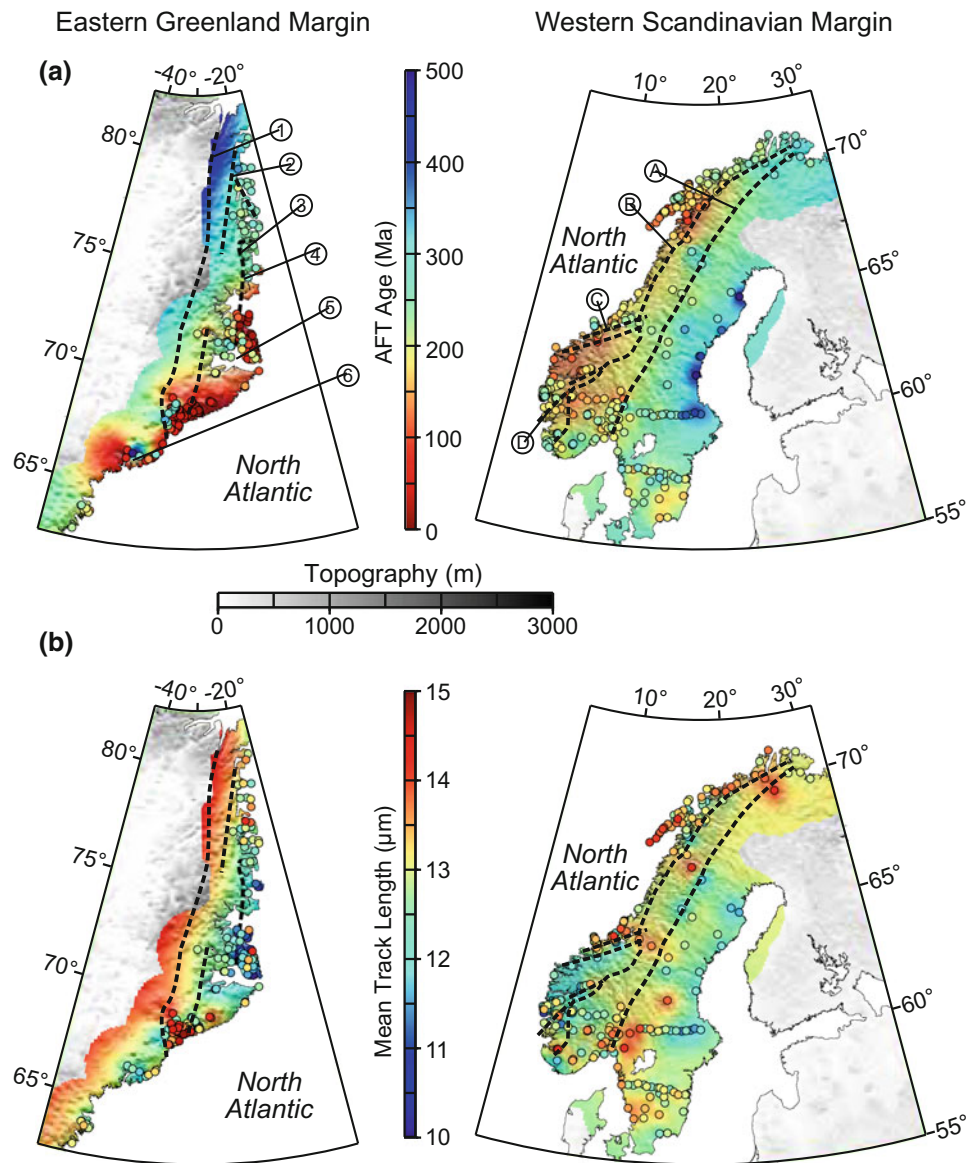 Eastern Greenland Margin
Western Scandinavian Margin
(a)
-40° -20°
80°
75°
70°
65°
1
2
3
4
5
6
North
Atlantic
AFT Age (Ma)
500
400
300
200
100
0
10° 20° 30°
70°
65°
60°
55°
A
B
C
D
North
Atlantic
Topography (m)
0 1000 2000 3000
(b)
-40° -20°
80°
75°
70°
65°
North
Atlantic
Mean Track Length (μm)
15
14
13
12
11
10
10° 20° 30°
70°
65°
60°
55°
North
Atlantic